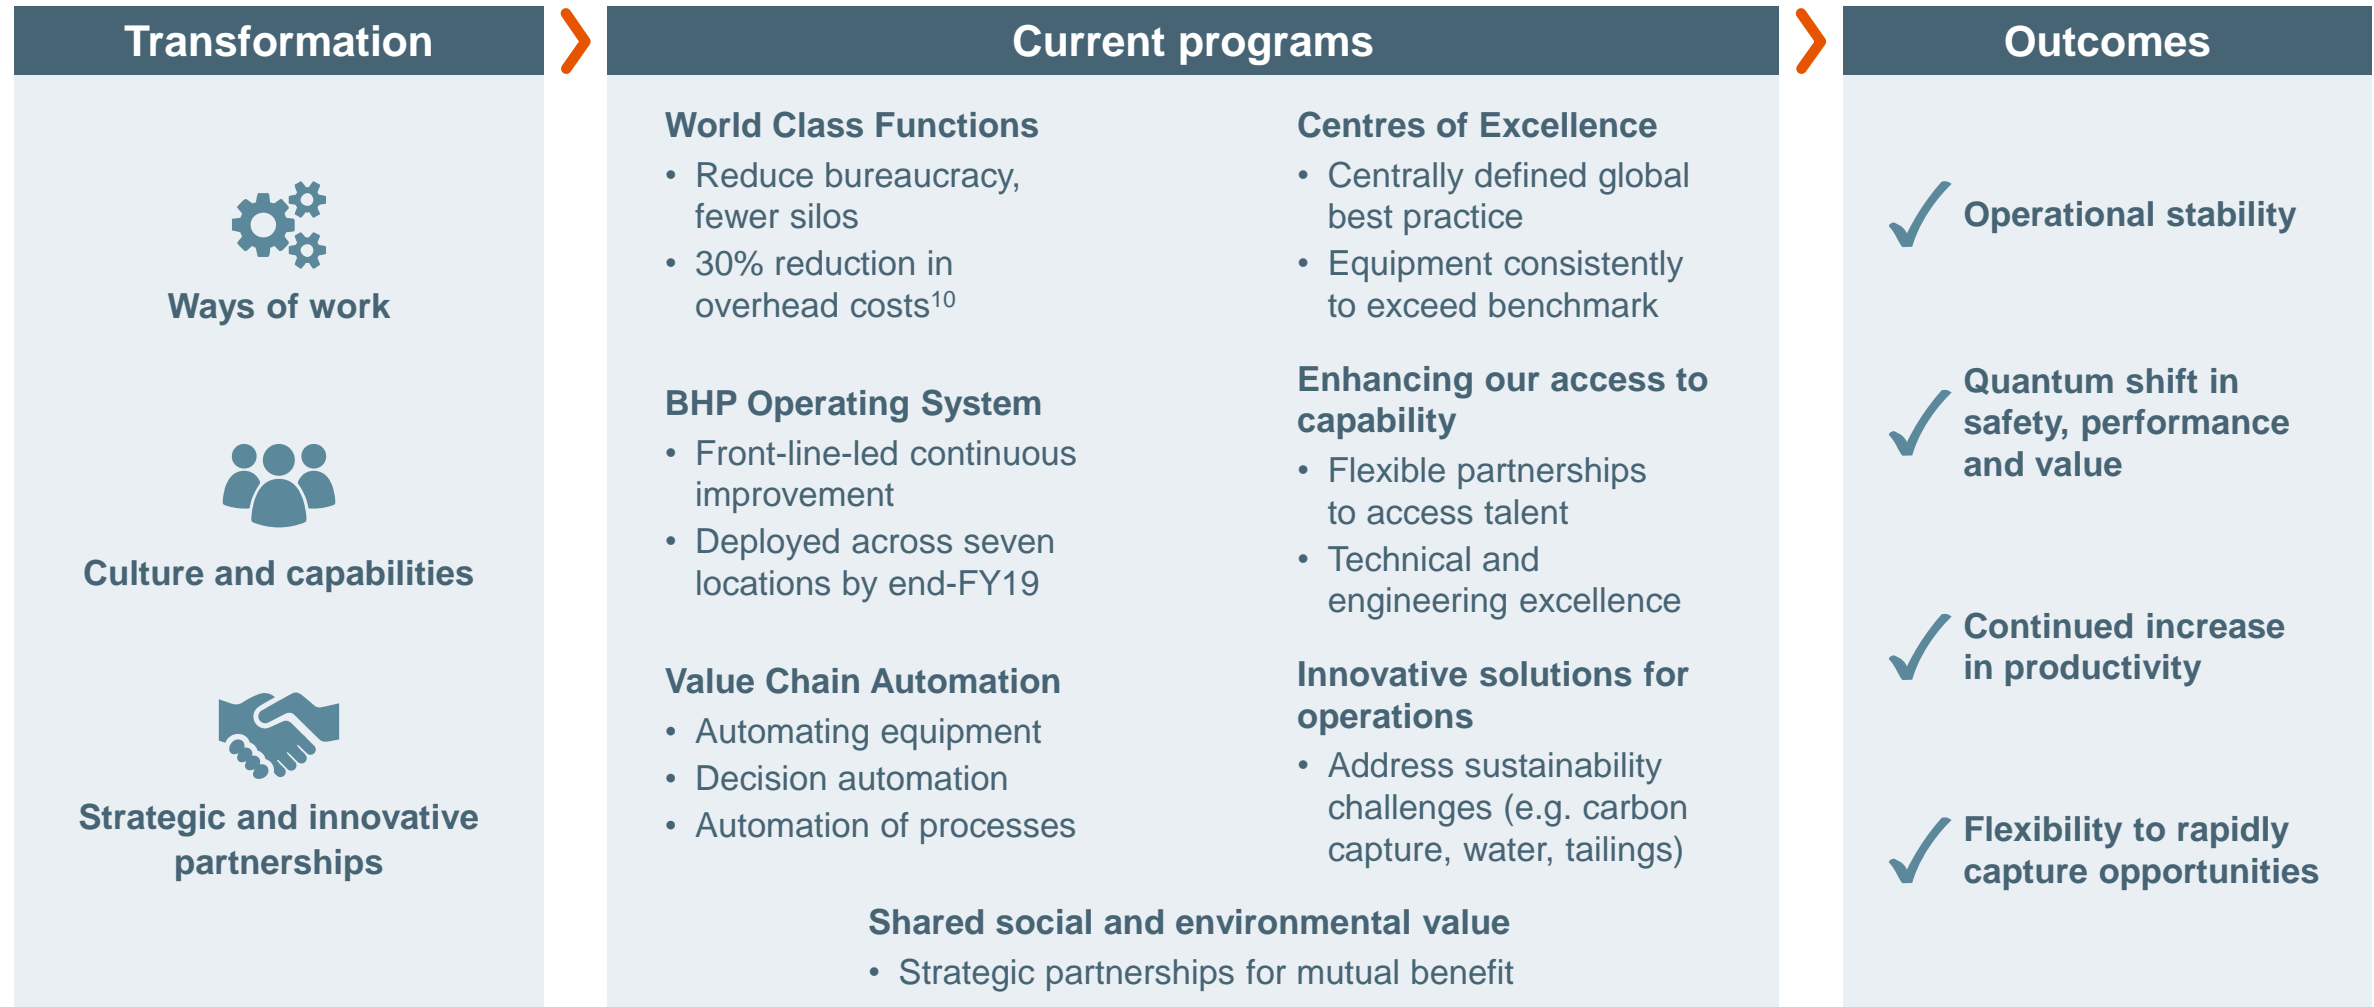 Transformation
Ways of work
Culture and capabilities
Strategic and innovative
partnerships
Current programs
World Class Functions
• Reduce bureaucracy,
fewer silos
• 30% reduction in
overhead costs¹⁰
BHP Operating System
• Front-line-led continuous
improvement
• Deployed across seven
locations by end-FY19
Value Chain Automation
• Automating equipment
• Decision automation
• Automation of processes
Centres of Excellence
• Centrally defined global
best practice
• Equipment consistently
to exceed benchmark
Enhancing our access to
capability
• Flexible partnerships
to access talent
• Technical and
engineering excellence
Innovative solutions for
operations
• Address sustainability
challenges (e.g. carbon
capture, water, tailings)
Shared social and environmental value
• Strategic partnerships for mutual benefit
Outcomes
Operational stability
Quantum shift in
safety, performance
and value
Continued increase
in productivity
Flexibility to rapidly
capture opportunities